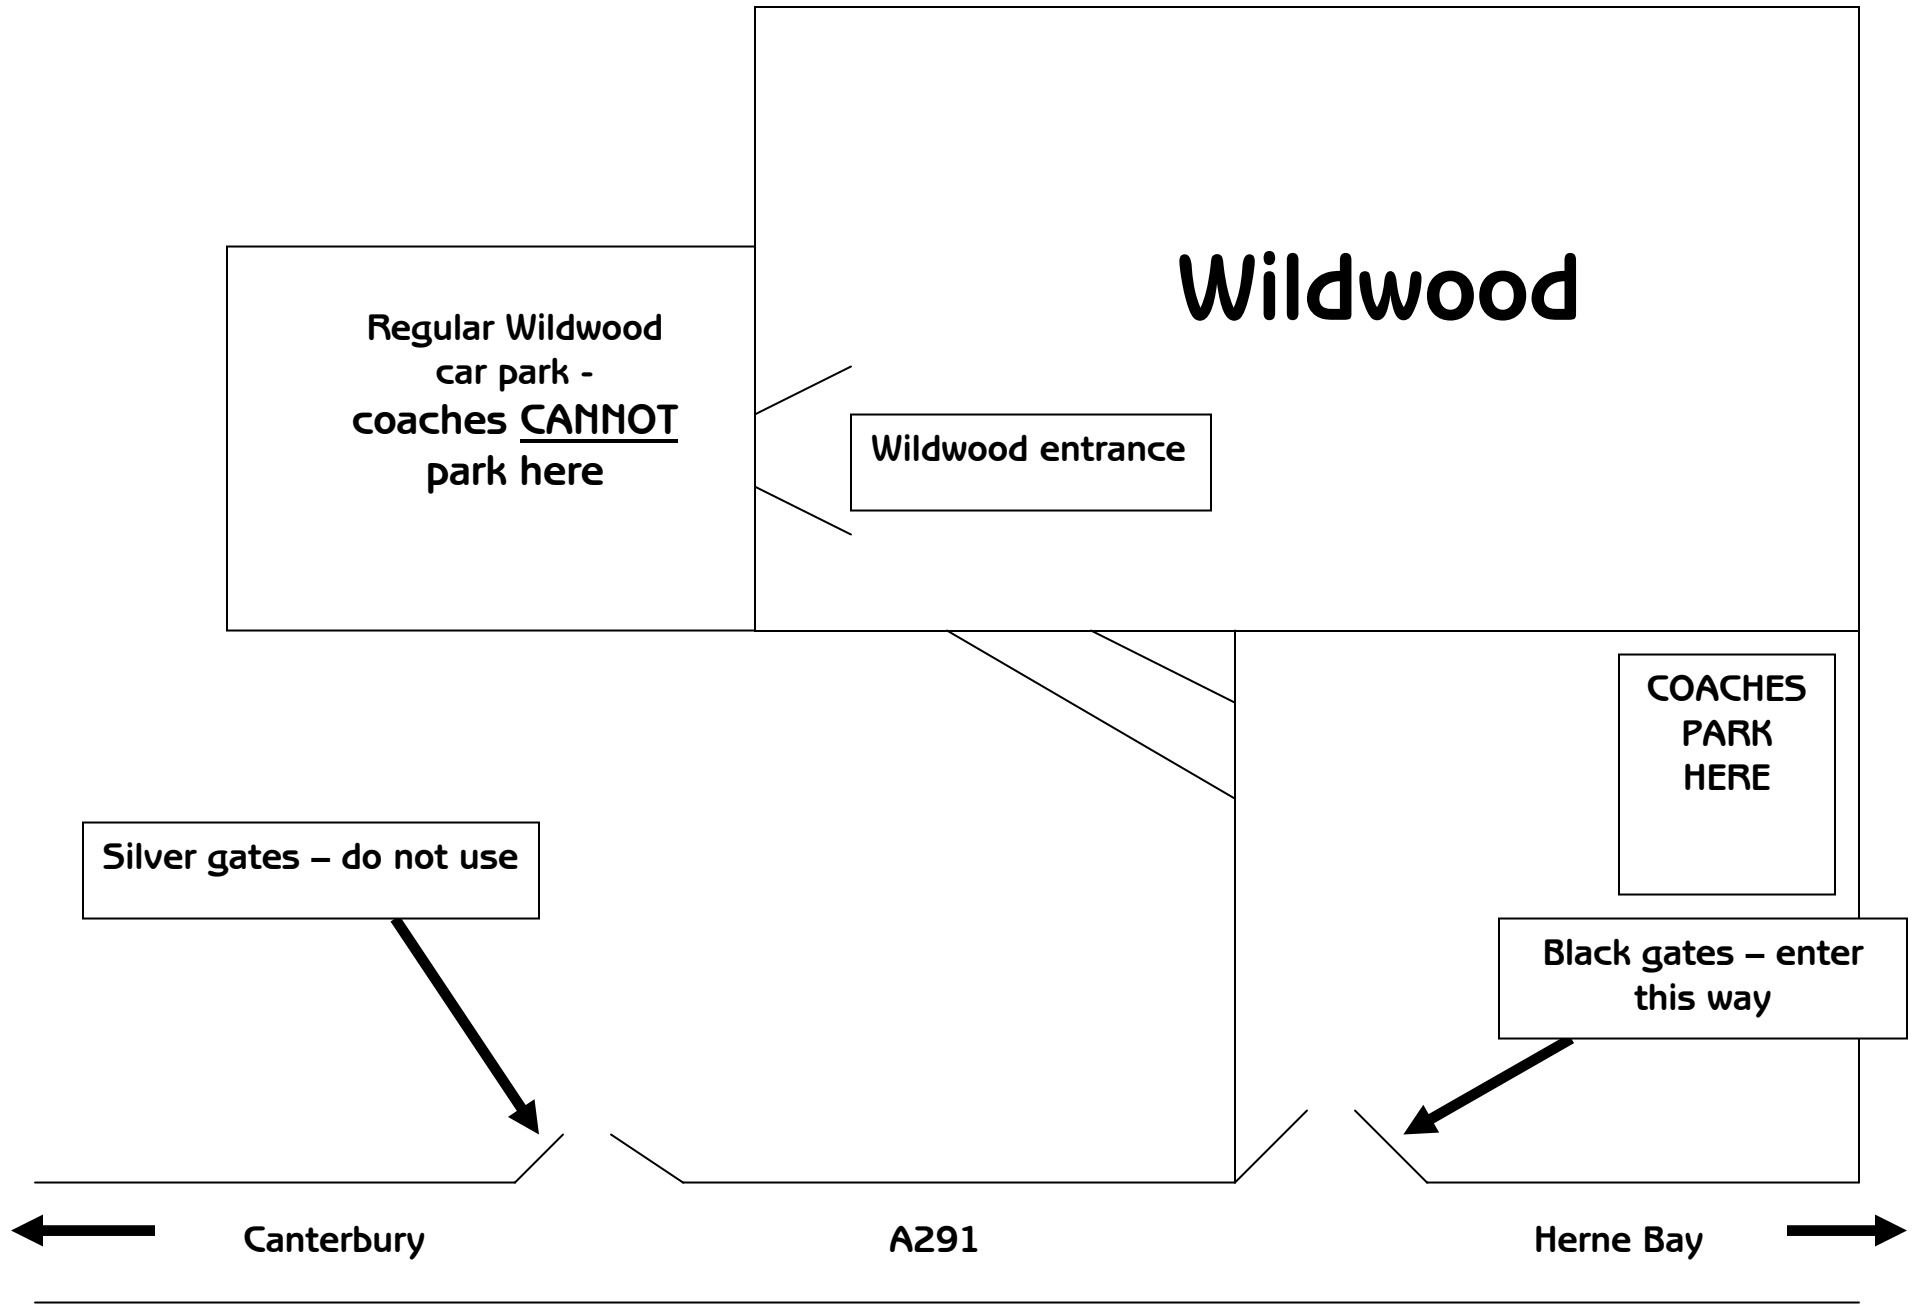 Wildwood
Regular Wildwood
car park -
coaches CANNOT
park here
Wildwood entrance
COACHES
PARK
HERE
Silver gates – do not use
Black gates – enter
this way
Canterbury
A291
Herne Bay